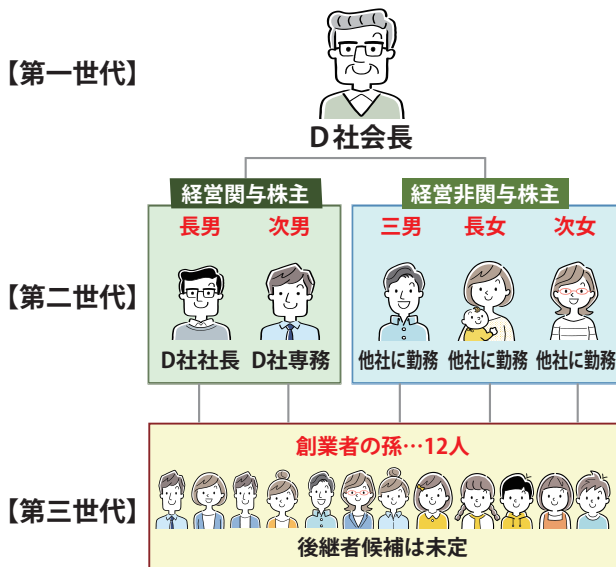 【第一世代】
D社会長
経営関与株主
経営非関与株主
長男 次男 三男 長女 次女
【第二世代】
D社社長 D社専務 他社に勤務 他社に勤務 他社に勤務
創業者の孫…12人
【第三世代】
後継者候補は未定